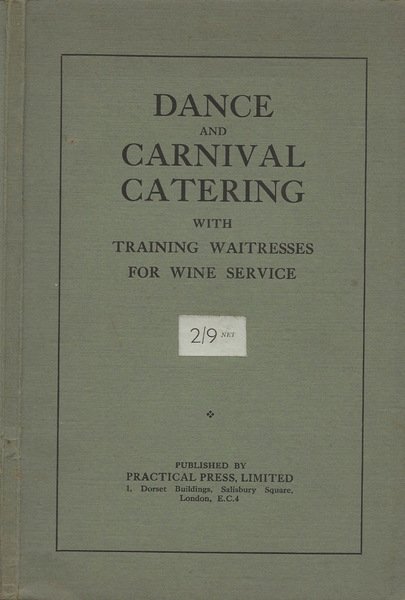 DANCE
AND
CARNIVAL
CATERING
WITH
TRAINING WAITRESSES
FOR WINE SERVICE
2/9 NET
PUBLISHED BY
PRACTICAL PRESS, LIMITED
1, Dorset Buildings, Salisbury Square,
London, E.C.4